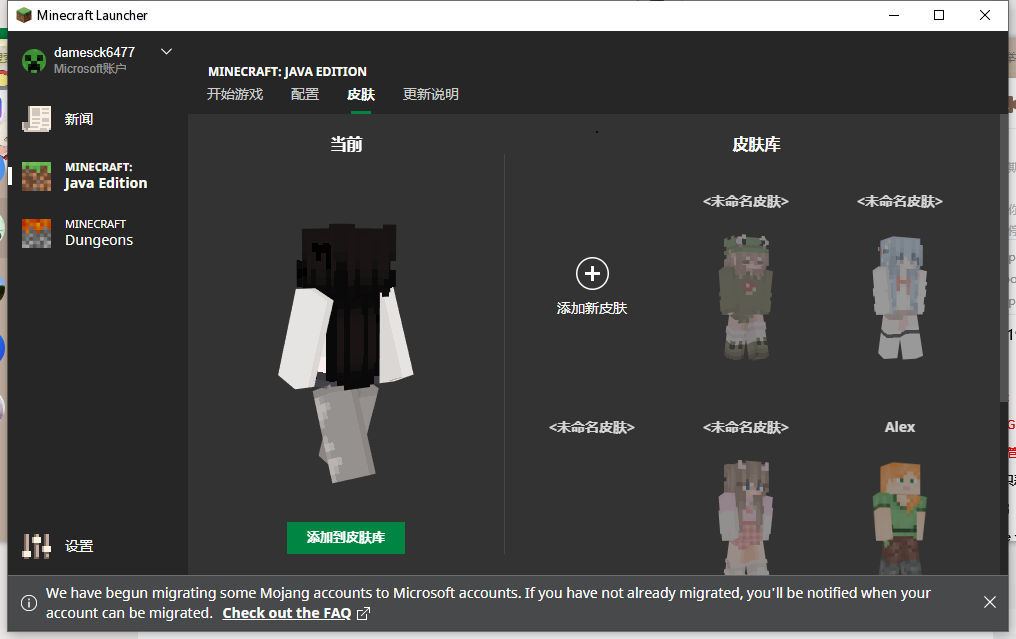 Minecraft Launcher
damesck6477
Microsoft账户
新闻
MINECRAFT:
Java Edition
MINECRAFT
Dungeons
设置
MINECRAFT: JAVA EDITION
开始游戏 配置 皮肤 更新说明
当前
添加到皮肤库
皮肤库
<未命名皮肤> <未命名皮肤>
添加新皮肤
<未命名皮肤> <未命名皮肤> Alex
We have begun migrating some Mojang accounts to Microsoft accounts. If you have not already migrated, you'll be notified when your
account can be migrated. Check out the FAQ